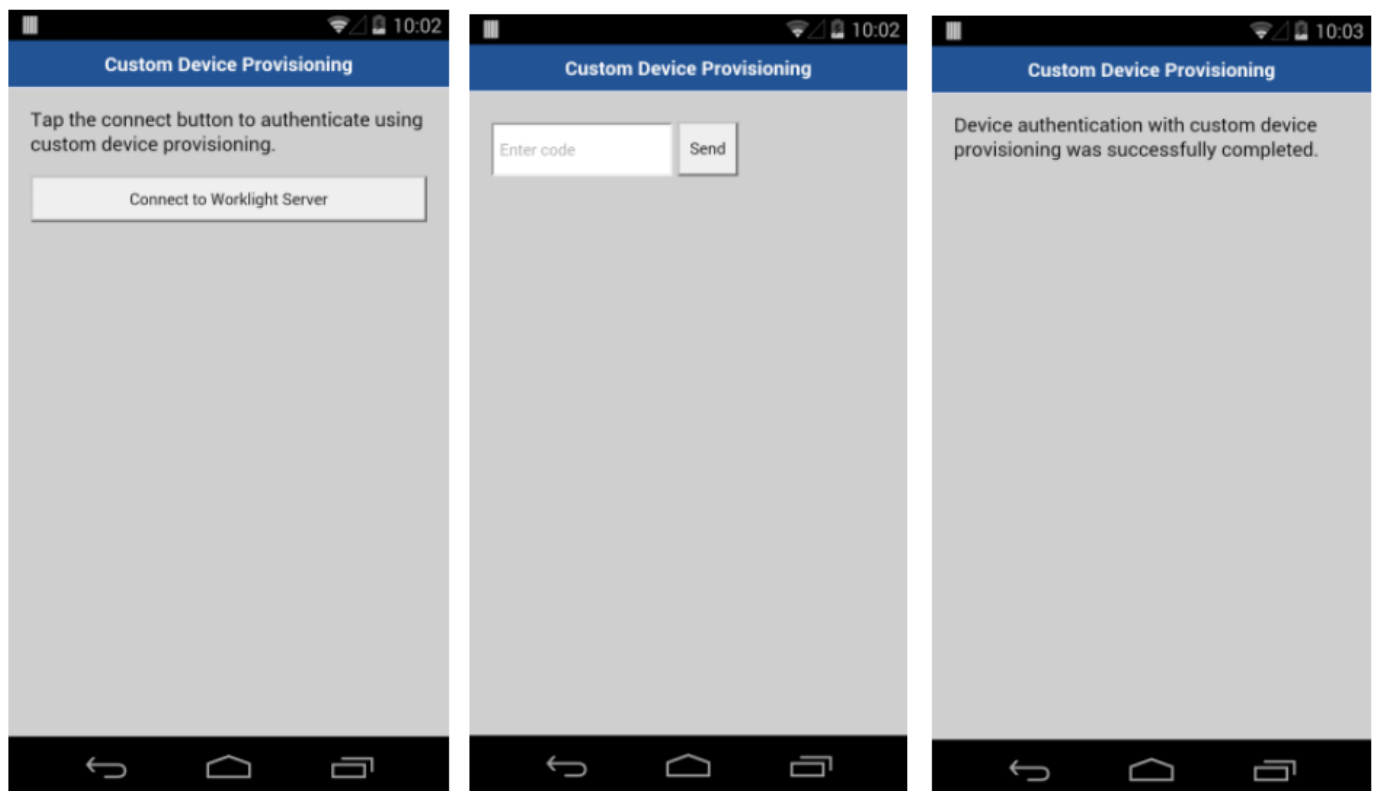 10:02
Custom Device Provisioning
Tap the connect button to authenticate using
custom device provisioning.
Connect to Worklight Server
10:02
Custom Device Provisioning
Enter code
Send
10:03
Custom Device Provisioning
Device authentication with custom device
provisioning was successfully completed.